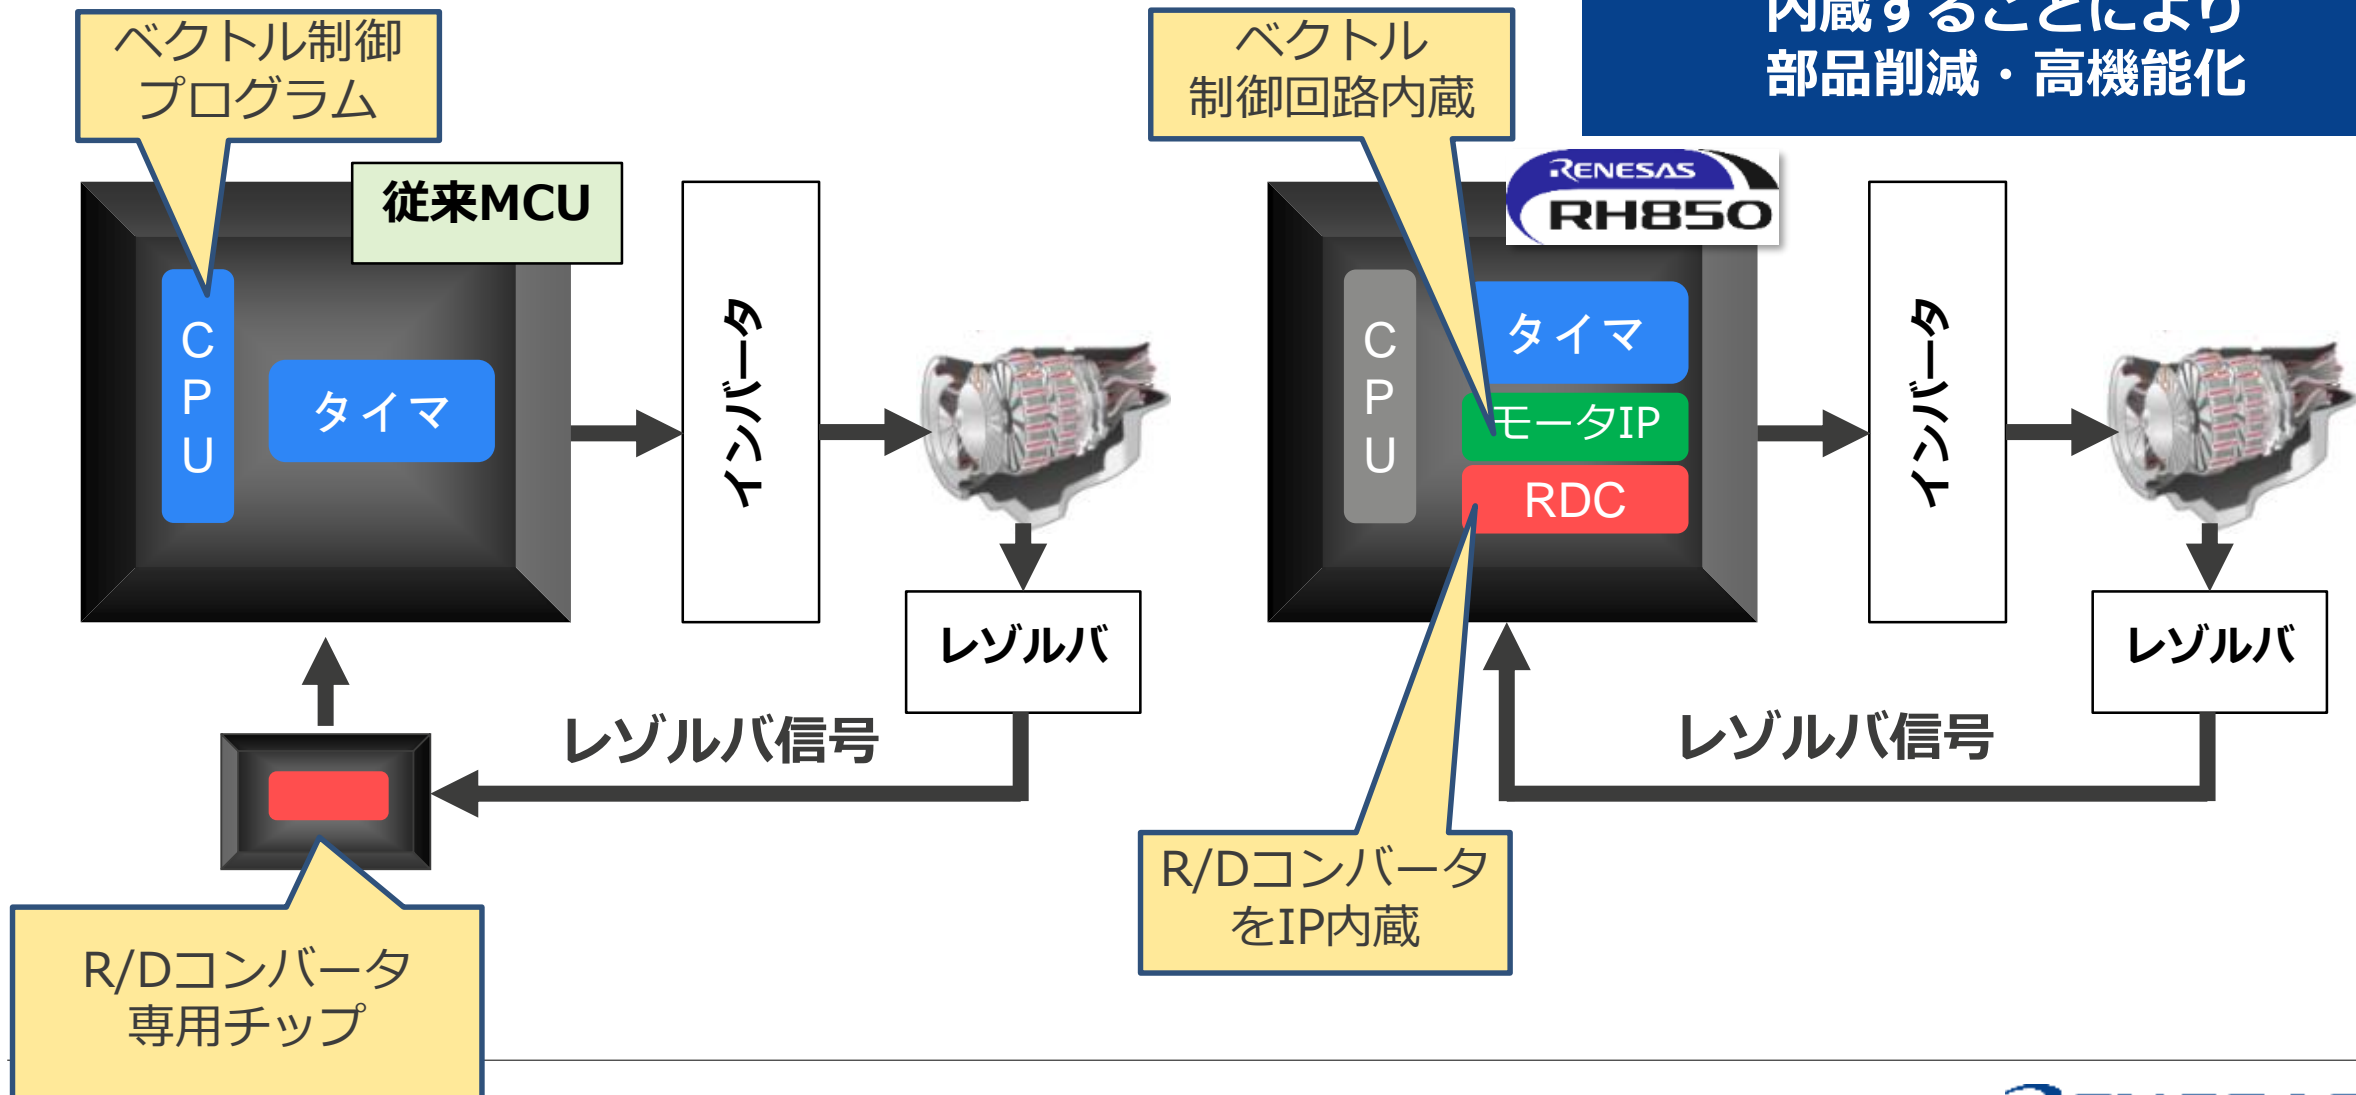 ベクトル制御
プログラム
従来MCU
CPU
タイマ
インバータ
レゾルバ
レゾルバ信号
R/Dコンバータ
専用チップ
内蔵することにより
部品削減・高機能化
ベクトル
制御回路内蔵
RENESAS
RH850
CPU
タイマ
モータIP
RDC
インバータ
レゾルバ
レゾルバ信号
R/Dコンバータ
をIP内蔵